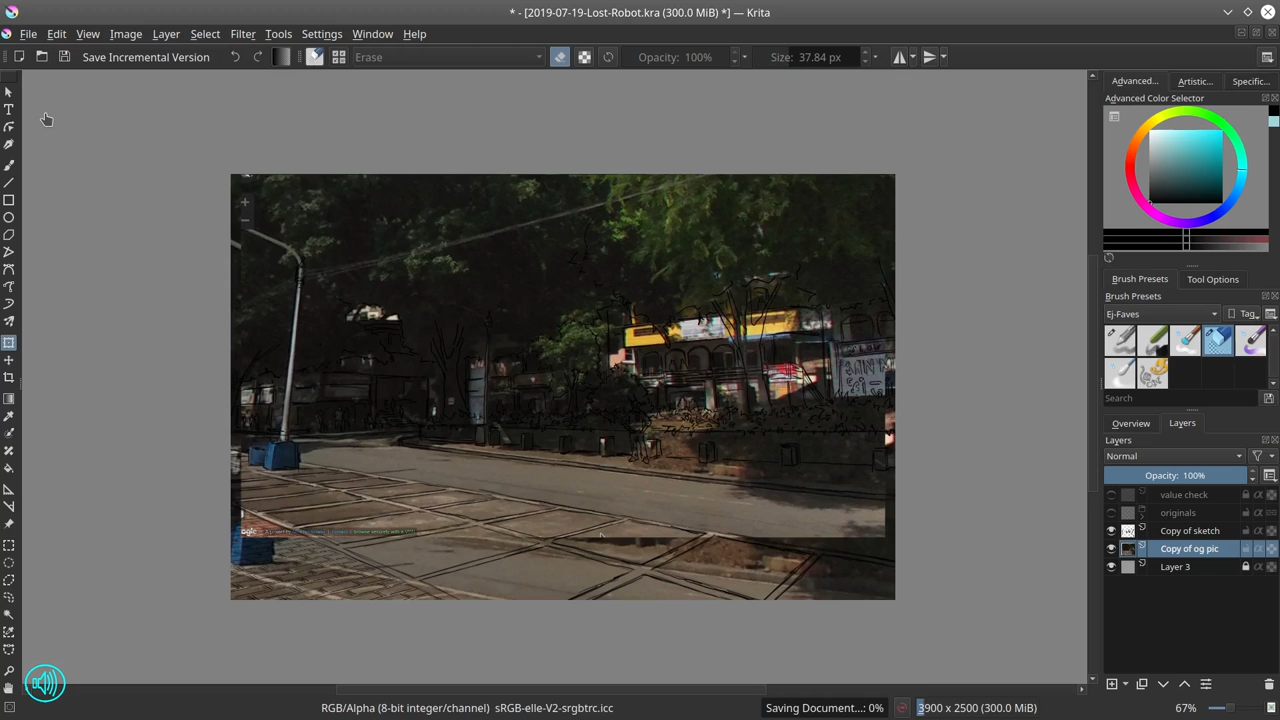 * - [2019-07-19-Lost-Robot.kra (300.0 MiB) *] — Krita
File Edit View Image Layer Select Filter Tools Settings Window Help
Save Incremental Version Erase Opacity: 100% Size: 37.84 px
Advanced... Artistic... Specific...
Advanced Color Selector
Brush Presets Tool Options
Brush Presets
Ej-Faves Tag
Search
Overview Layers
Layers
Normal
Opacity: 100%
value check
originals
Copy of sketch
Copy of og pic
Layer 3
RGB/Alpha (8-bit integer/channel) sRGB-elle-V2-srgbtrc.icc Saving Document...: 0% 3900 x 2500 (300.0 MiB) 67%